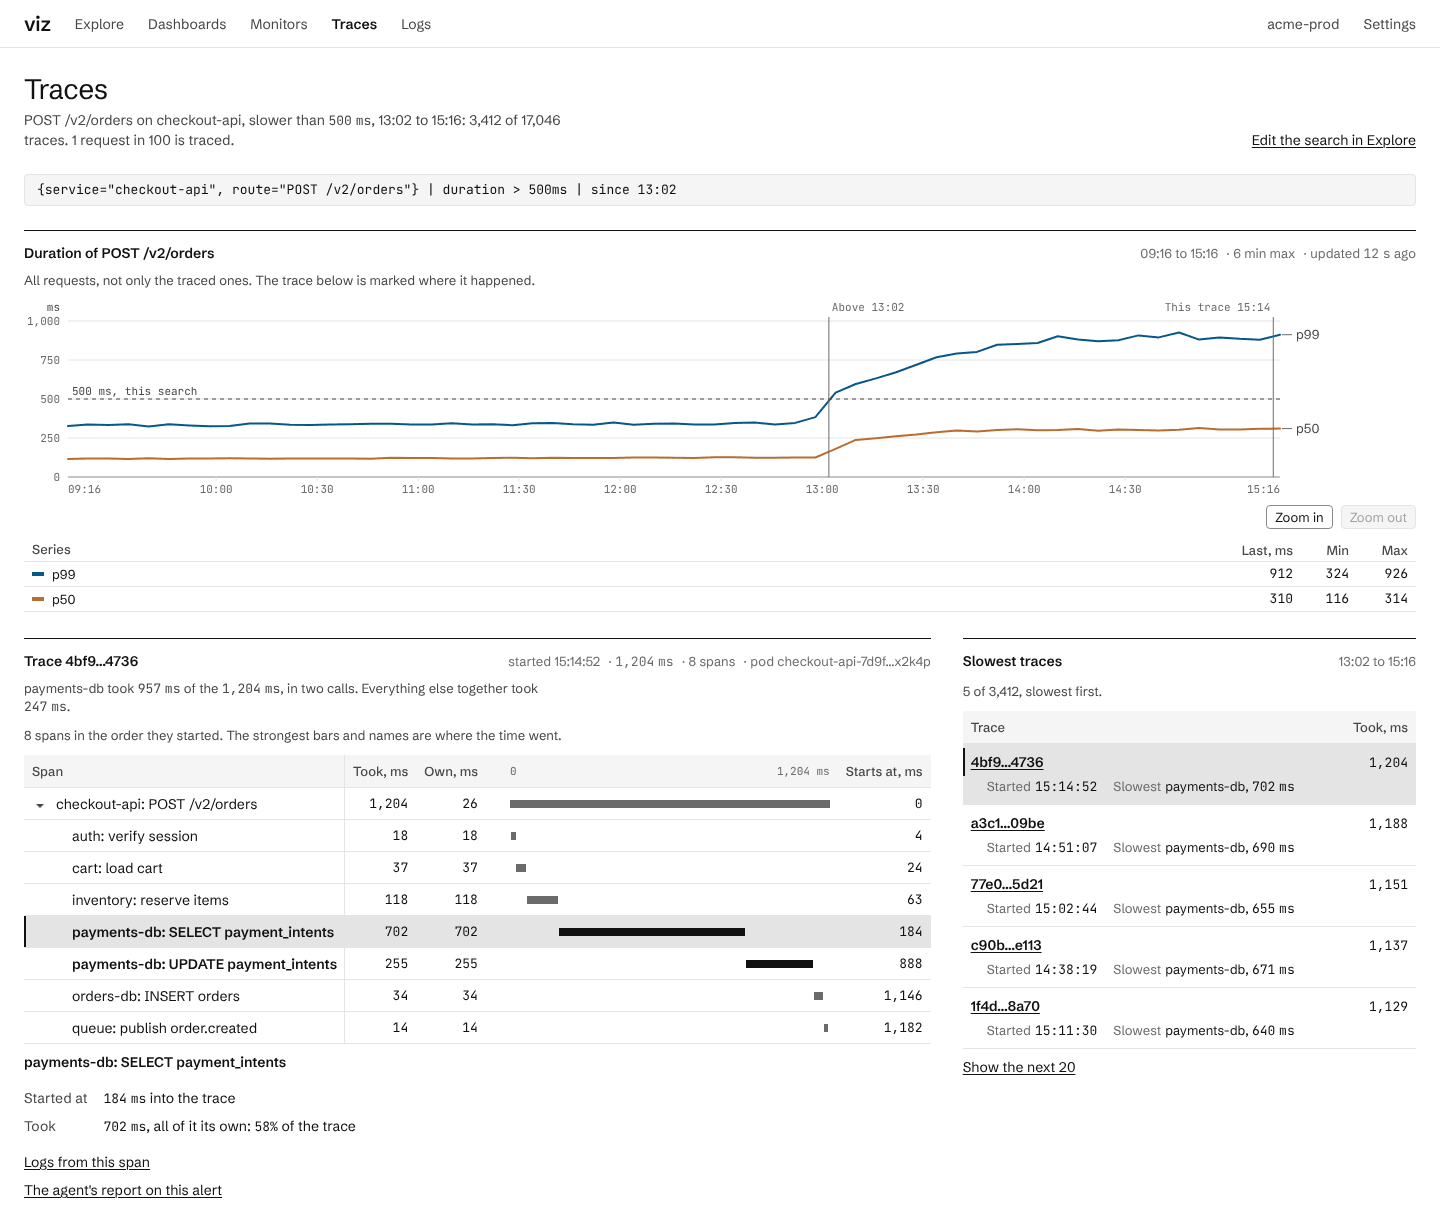 viz Explore Dashboards Monitors Traces Logs acme-prod Settings
Traces
POST /v2/orders on checkout-api, slower than 500 ms, 13:02 to 15:16: 3,412 of 17,046
traces. 1 request in 100 is traced.
Edit the search in Explore
{service="checkout-api", route="POST /v2/orders"} | duration > 500ms | since 13:02
Duration of POST /v2/orders 09:16 to 15:16 · 6 min max · updated 12 s ago
All requests, not only the traced ones. The trace below is marked where it happened.
ms Above 13:02 This trace 15:14
1,000
p99
750
500 ms, this search
500
p50
250
0
09:16 10:00 10:30 11:00 11:30 12:00 12:30 13:00 13:30 14:00 14:30 15:16
Zoom in Zoom out
Series Last, ms Min Max
p99 912 324 926
p50 310 116 314
Trace 4bf9…4736 started 15:14:52 · 1,204 ms · 8 spans · pod checkout-api-7d9f…x2k4p
payments-db took 957 ms of the 1,204 ms, in two calls. Everything else together took
247 ms.
8 spans in the order they started. The strongest bars and names are where the time went.
Span Took, ms Own, ms 0 1,204 ms Starts at, ms
checkout-api: POST /v2/orders 1,204 26 0
auth: verify session 18 18 4
cart: load cart 37 37 24
inventory: reserve items 118 118 63
payments-db: SELECT payment_intents 702 702 184
payments-db: UPDATE payment_intents 255 255 888
orders-db: INSERT orders 34 34 1,146
queue: publish order.created 14 14 1,182
payments-db: SELECT payment_intents
Started at 184 ms into the trace
Took 702 ms, all of it its own: 58% of the trace
Logs from this span
The agent's report on this alert
Slowest traces 13:02 to 15:16
5 of 3,412, slowest first.
Trace Took, ms
4bf9…4736 1,204
Started 15:14:52 Slowest payments-db, 702 ms
a3c1…09be 1,188
Started 14:51:07 Slowest payments-db, 690 ms
77e0…5d21 1,151
Started 15:02:44 Slowest payments-db, 655 ms
c90b…e113 1,137
Started 14:38:19 Slowest payments-db, 671 ms
1f4d…8a70 1,129
Started 15:11:30 Slowest payments-db, 640 ms
Show the next 20